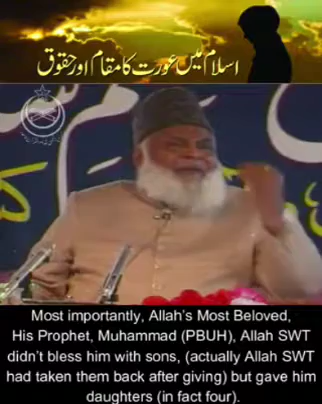 اسلام میں عورت کا مقام اور حقوق
Most importantly, Allah's Most Beloved,
His Prophet, Muhammad (PBUH), Allah SWT
didn't bless him with sons, (actually Allah SWT
had taken them back after giving) but gave him
daughters (in fact four).